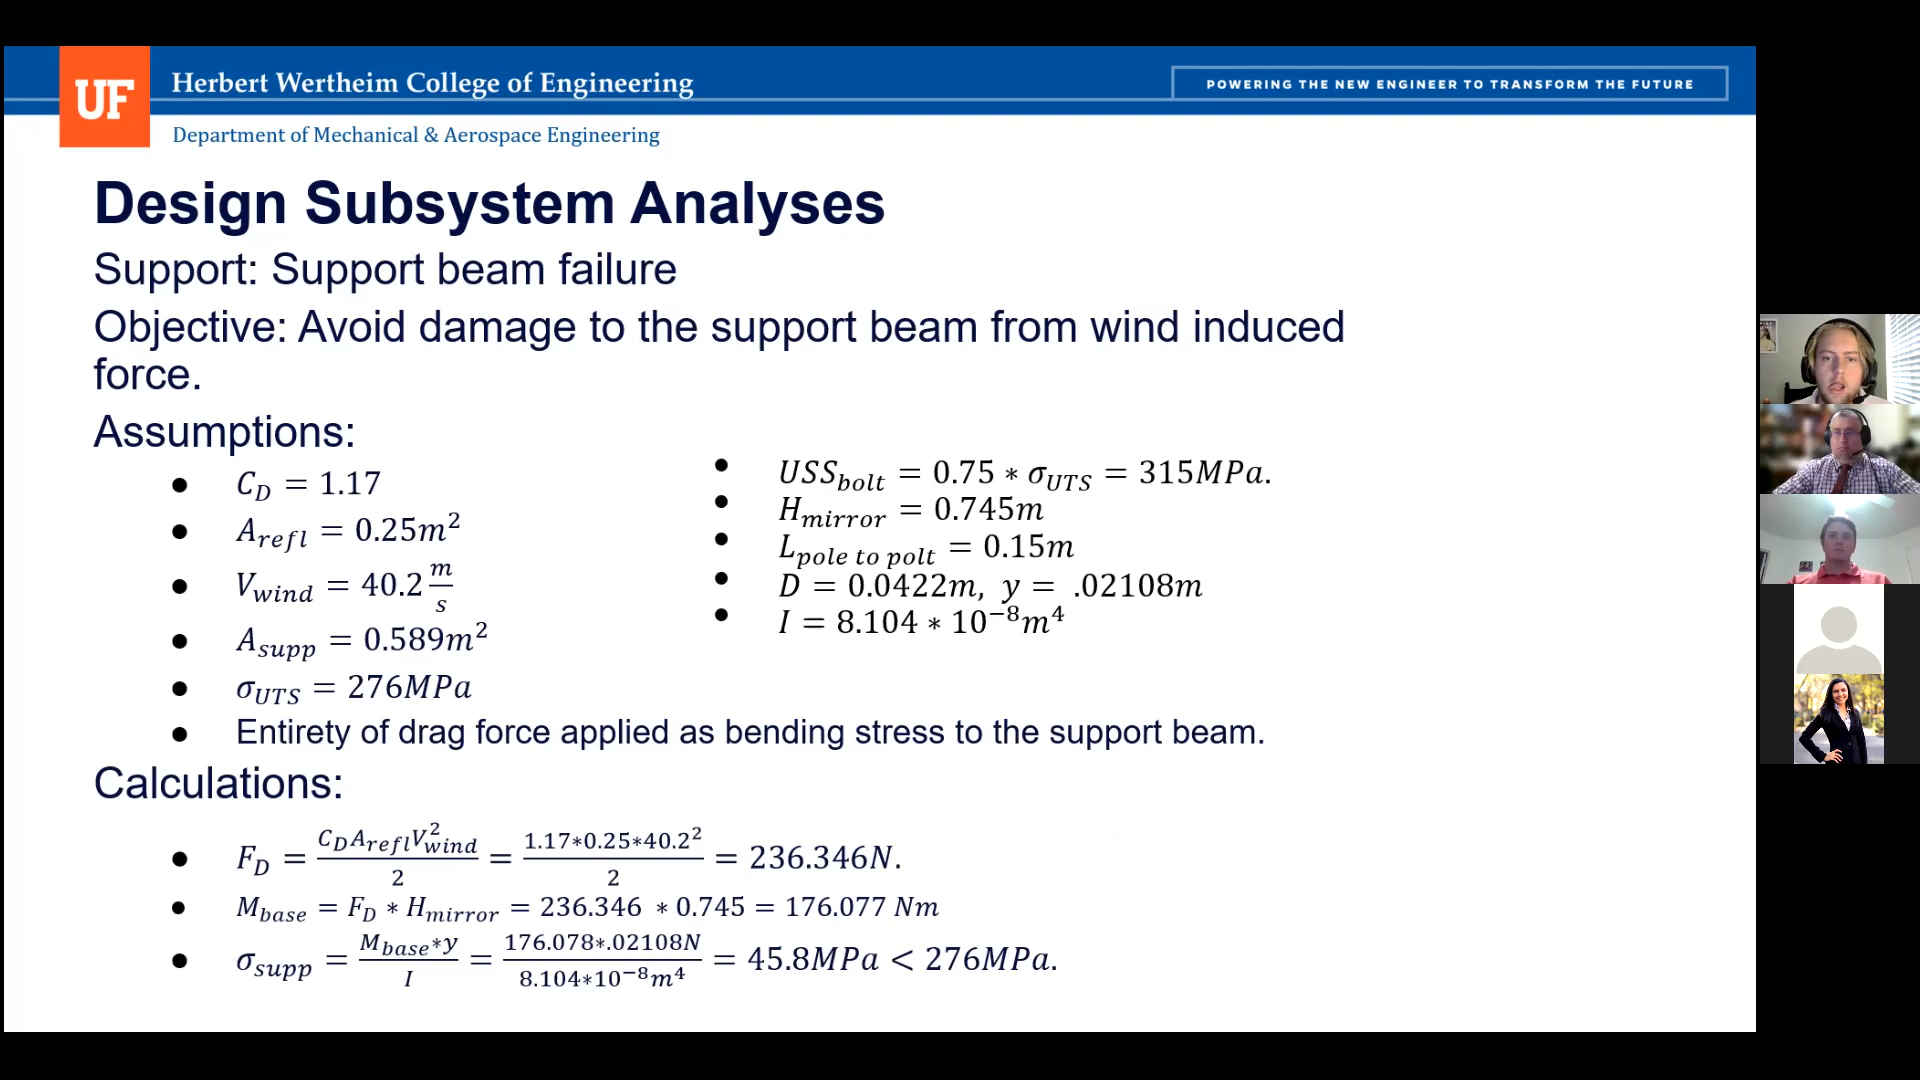 UF
Herbert Wertheim College of Engineering
POWERING THE NEW ENGINEER TO TRANSFORM THE FUTURE
Department of Mechanical & Aerospace Engineering
Design Subsystem Analyses
Support: Support beam failure
Objective: Avoid damage to the support beam from wind induced
force.
Assumptions:
● C_D = 1.17
● A_refl = 0.25m²
● V_wind = 40.2 m/s
● A_supp = 0.589m²
● σ_UTS = 276MPa
● Entirety of drag force applied as bending stress to the support beam.
● USS_bolt = 0.75 * σ_UTS = 315MPa.
● H_mirror = 0.745m
● L_pole to polt = 0.15m
● D = 0.0422m, y = .02108m
● I = 8.104 * 10⁻⁸m⁴
Calculations:
● F_D = C_D A_refl V_wind² / 2 = 1.17*0.25*40.2² / 2 = 236.346N.
● M_base = F_D * H_mirror = 236.346 * 0.745 = 176.077 Nm
● σ_supp = M_base*y / I = 176.078*.02108N / 8.104*10⁻⁸m⁴ = 45.8MPa < 276MPa.